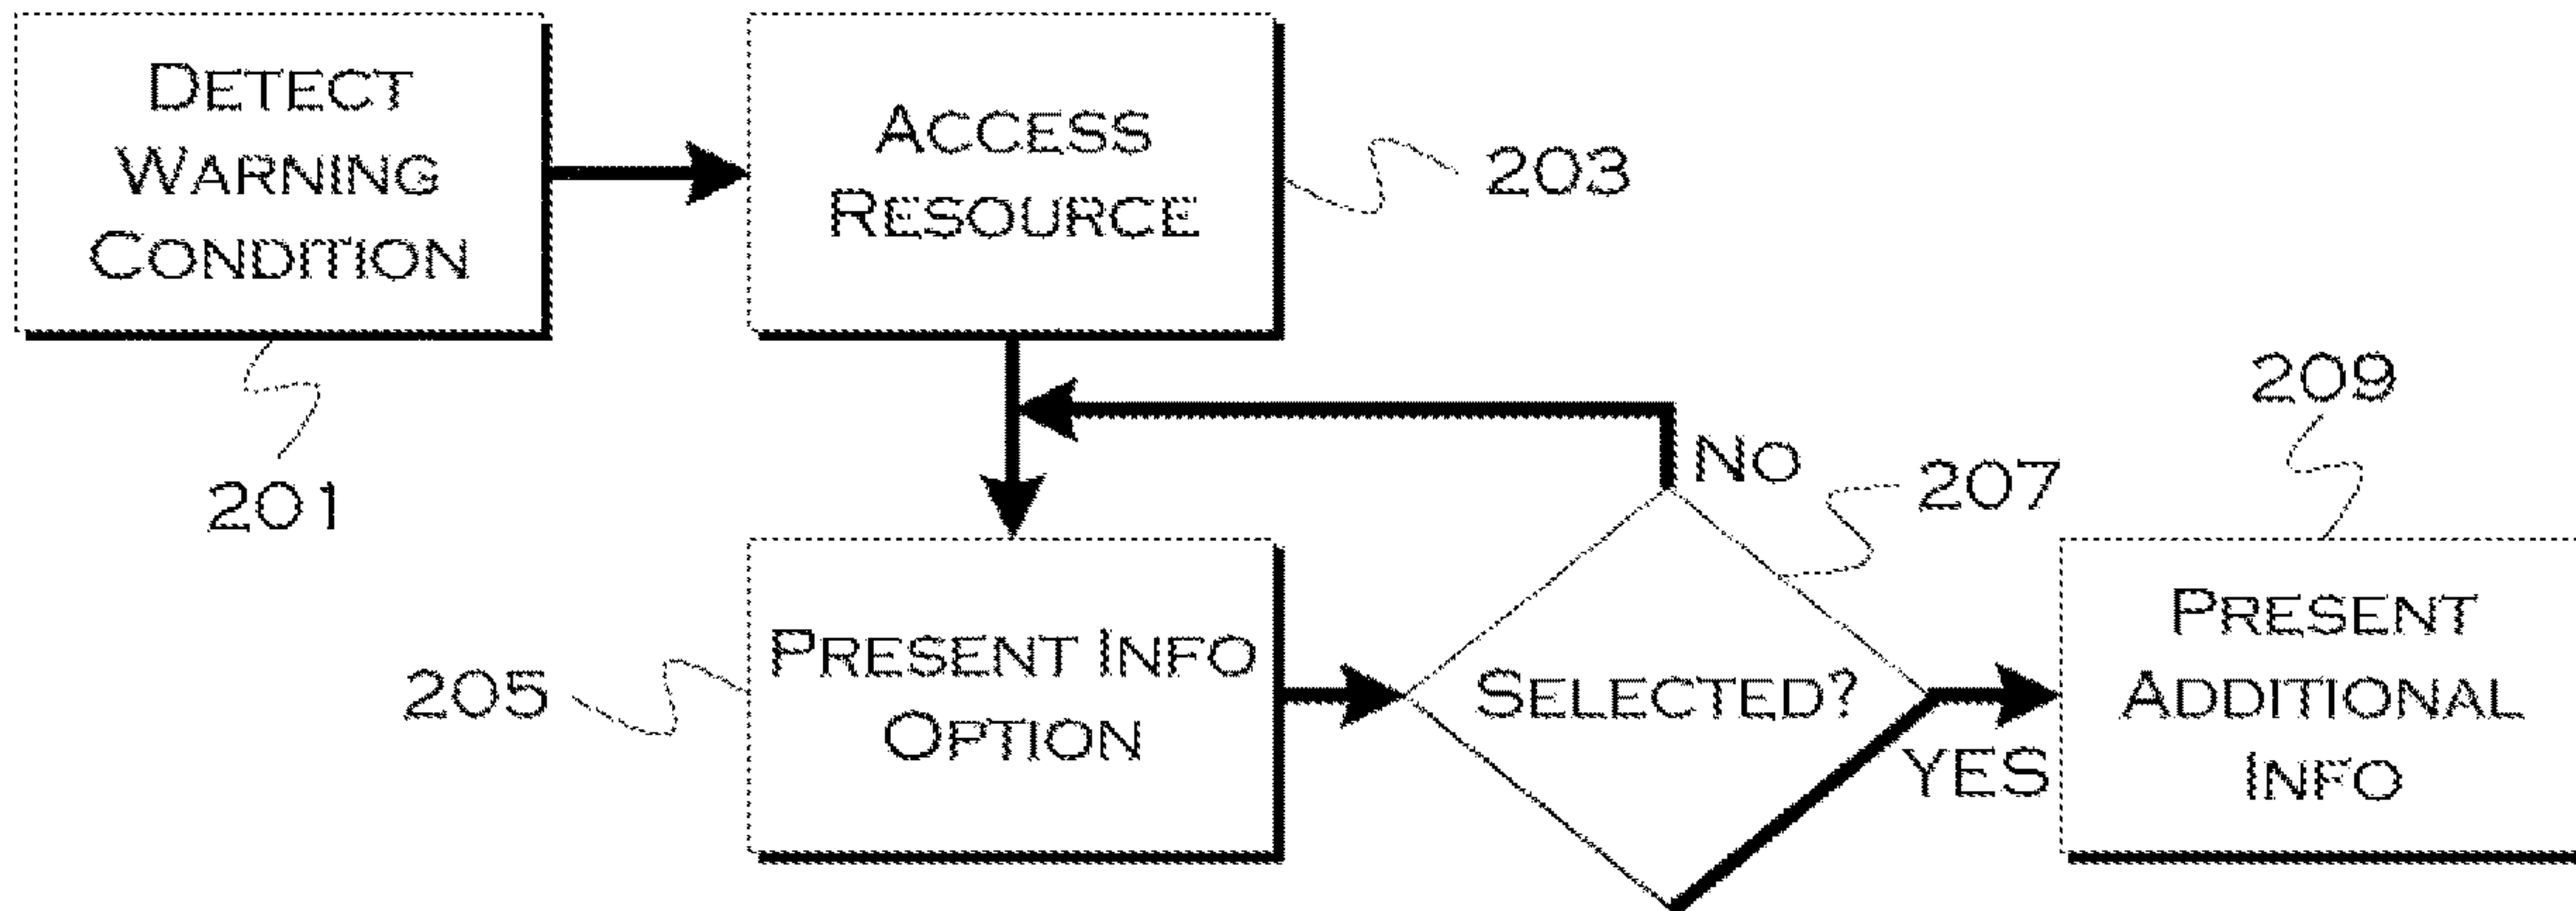 DETECT
WARNING
CONDITION
201
ACCESS
RESOURCE
203
PRESENT INFO
OPTION
205
SELECTED?
207
NO
YES
PRESENT
ADDITIONAL
INFO
209